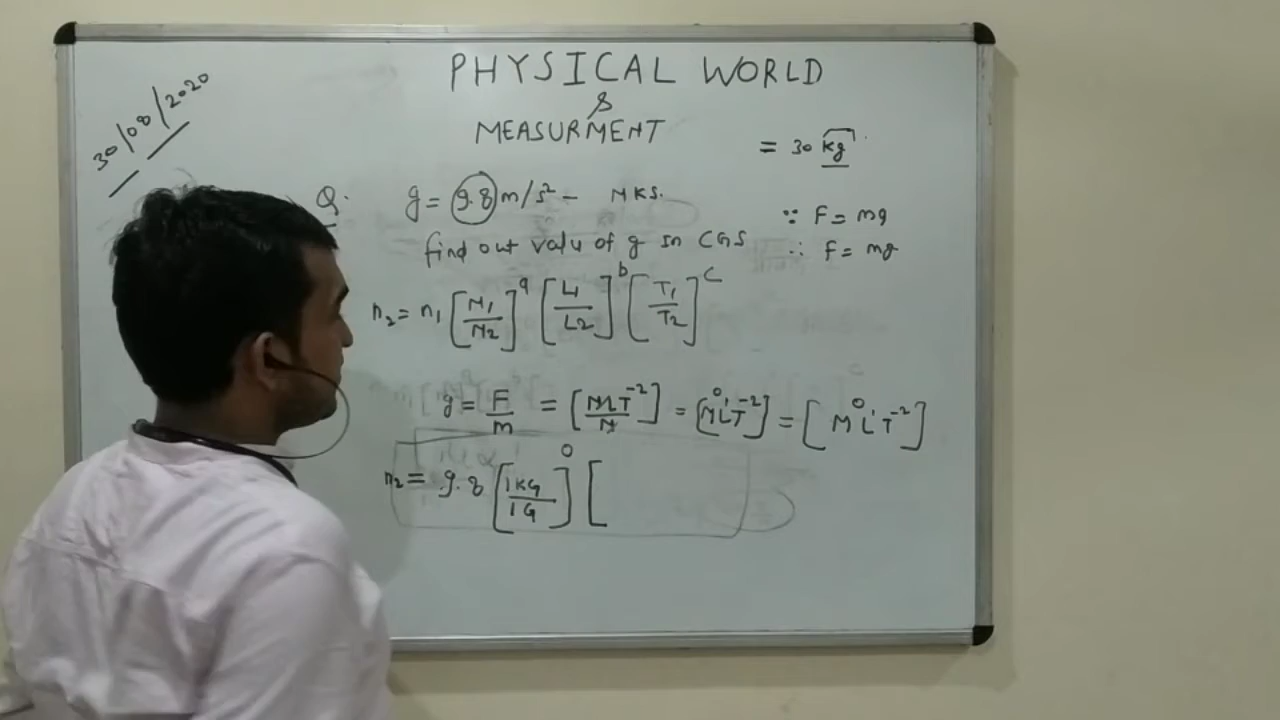 30/08/2020
PHYSICAL WORLD
&
MEASURMENT
= 30 kg
Q. g = 9.8 m/s² - MKS.
∵ F = mg
find out value of g in CGS
∴ f = mg
n₂ = n₁ [M₁/M₂]^a [L₁/L₂]^b [T₁/T₂]^c
g = F/m = [MLT⁻²/M] = [M⁰L¹T⁻²] = [M⁰L¹T⁻²]
n₂ = 9.8 [1KG/1G]⁰ [